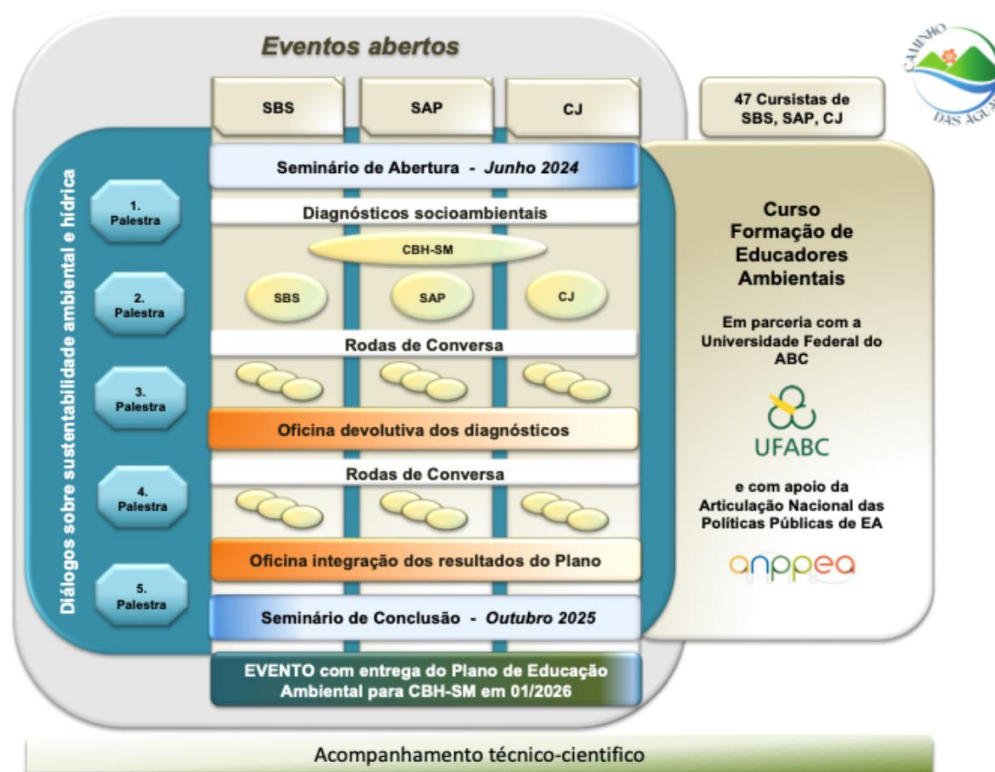 Eventos abertos
CAMINHO
DAS ÁGUAS
SBS
SAP
CJ
47 Cursistas de
SBS, SAP, CJ
Diálogos sobre sustentabilidade ambiental e hídrica
Seminário de Abertura - Junho 2024
1.
Palestra
Diagnósticos socioambientais
CBH-SM
2.
Palestra
SBS
SAP
CJ
Rodas de Conversa
3.
Palestra
Oficina devolutiva dos diagnósticos
Rodas de Conversa
4.
Palestra
Oficina integração dos resultados do Plano
5.
Palestra
Seminário de Conclusão - Outubro 2025
EVENTO com entrega do Plano de Educação
Ambiental para CBH-SM em 01/2026
Curso
Formação de
Educadores
Ambientais
Em parceria com a
Universidade Federal do
ABC
UFABC
e com apoio da
Articulação Nacional das
Políticas Públicas de EA
anppea
Acompanhamento técnico-cientifico